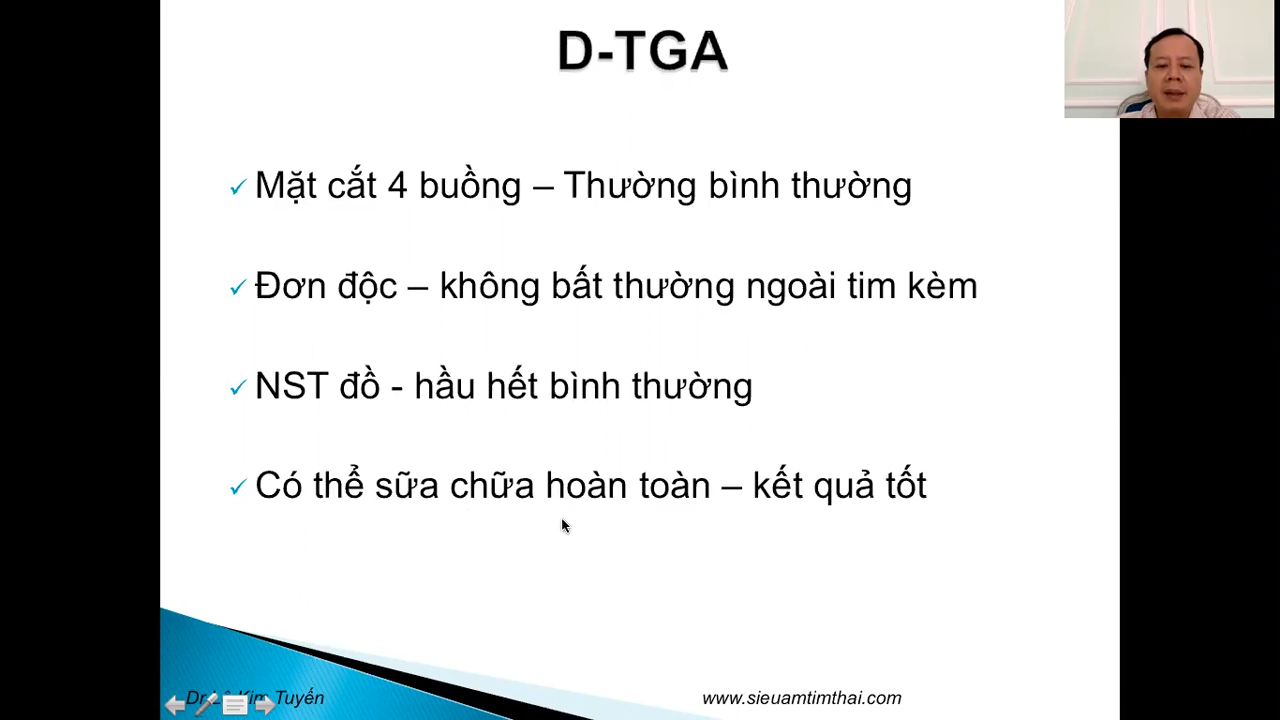 D-TGA
✓ Mặt cắt 4 buồng – Thường bình thường
✓ Đơn độc – không bất thường ngoài tim kèm
✓ NST đồ - hầu hết bình thường
✓ Có thể sữa chữa hoàn toàn – kết quả tốt
Dr Lê Kim Tuyến
www.sieuamtimthai.com